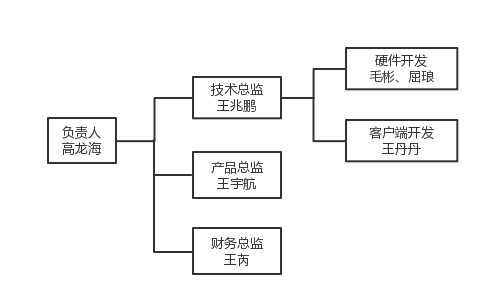 负责人
高龙海
技术总监
王兆鹏
产品总监
王宇航
财务总监
王芮
硬件开发
毛彬、屈琅
客户端开发
王丹丹